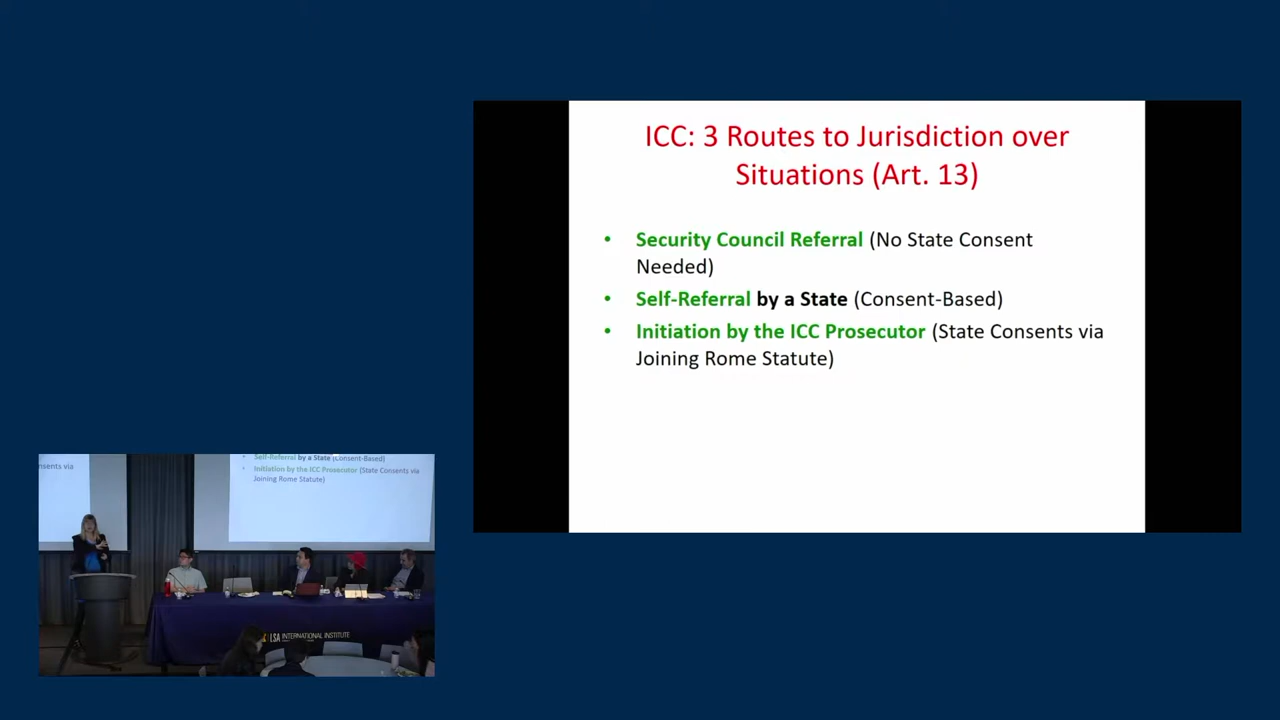 ICC: 3 Routes to Jurisdiction over
Situations (Art. 13)
• Security Council Referral (No State Consent
Needed)
• Self-Referral by a State (Consent-Based)
• Initiation by the ICC Prosecutor (State Consents via
Joining Rome Statute)
nsents via
• Self-Referral by a State (Consent-Based)
• Initiation by the ICC Prosecutor (State Consents via
Joining Rome Statute)
LSA INTERNATIONAL INSTITUTE